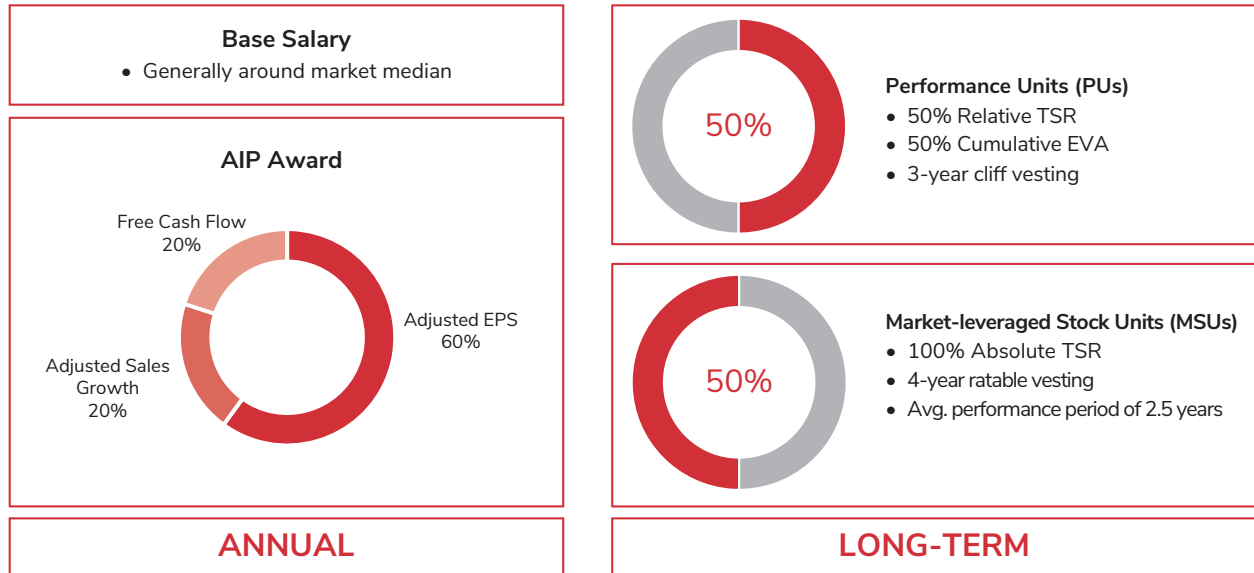 Base Salary
• Generally around market median
AIP Award
Free Cash Flow
20%
Adjusted EPS
60%
Adjusted Sales
Growth
20%
ANNUAL
50%
Performance Units (PUs)
• 50% Relative TSR
• 50% Cumulative EVA
• 3-year cliff vesting
50%
Market-leveraged Stock Units (MSUs)
• 100% Absolute TSR
• 4-year ratable vesting
• Avg. performance period of 2.5 years
LONG-TERM